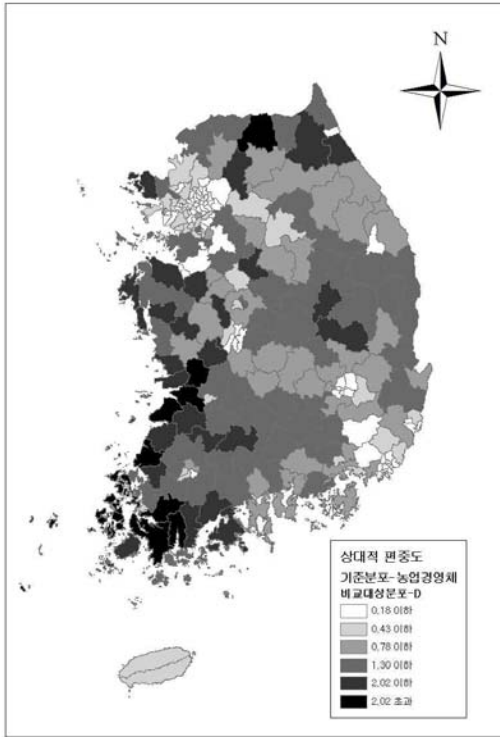 N
상대적 편중도
기준분포-농업경영체
비교대상분포-D
0,18 이하
0,43 이하
0,78 이하
1,30 이하
2,02 이하
2,02 초과